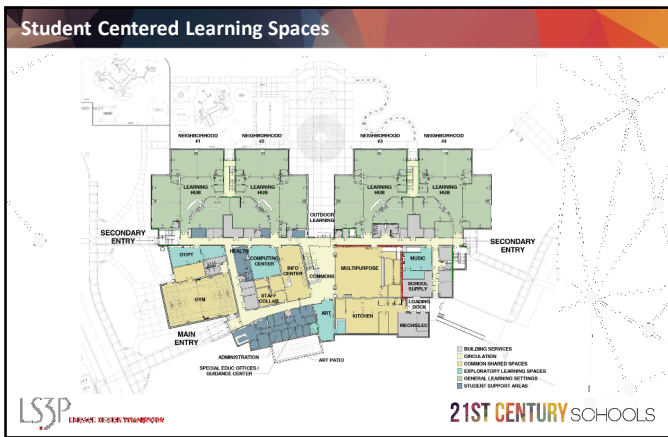 Student Centered Learning Spaces
NEIGHBORHOOD
#1
NEIGHBORHOOD
#2
NEIGHBORHOOD
#3
NEIGHBORHOOD
#4
LEARNING
HUB
LEARNING
HUB
LEARNING
HUB
LEARNING
HUB
OUTDOOR
LEARNING
SECONDARY
ENTRY
SECONDARY
ENTRY
OT/PT
HEALTH
COMPUTING
CENTER
INFO
CENTER
COMMONS
MULTIPURPOSE
MUSIC
SCHOOL
SUPPLY
GYM
STAFF
COLLAB
ART
KITCHEN
LOADING
DOCK
MECH/ELEC
MAIN
ENTRY
ADMINISTRATION
SPECIAL EDUC OFFICES /
GUIDANCE CENTER
ART PATIO
BUILDING SERVICES
CIRCULATION
COMMON SHARED SPACES
EXPLORATORY LEARNING SPACES
GENERAL LEARNING SETTINGS
STUDENT SUPPORT AREAS
LS3P
21ST CENTURY SCHOOLS